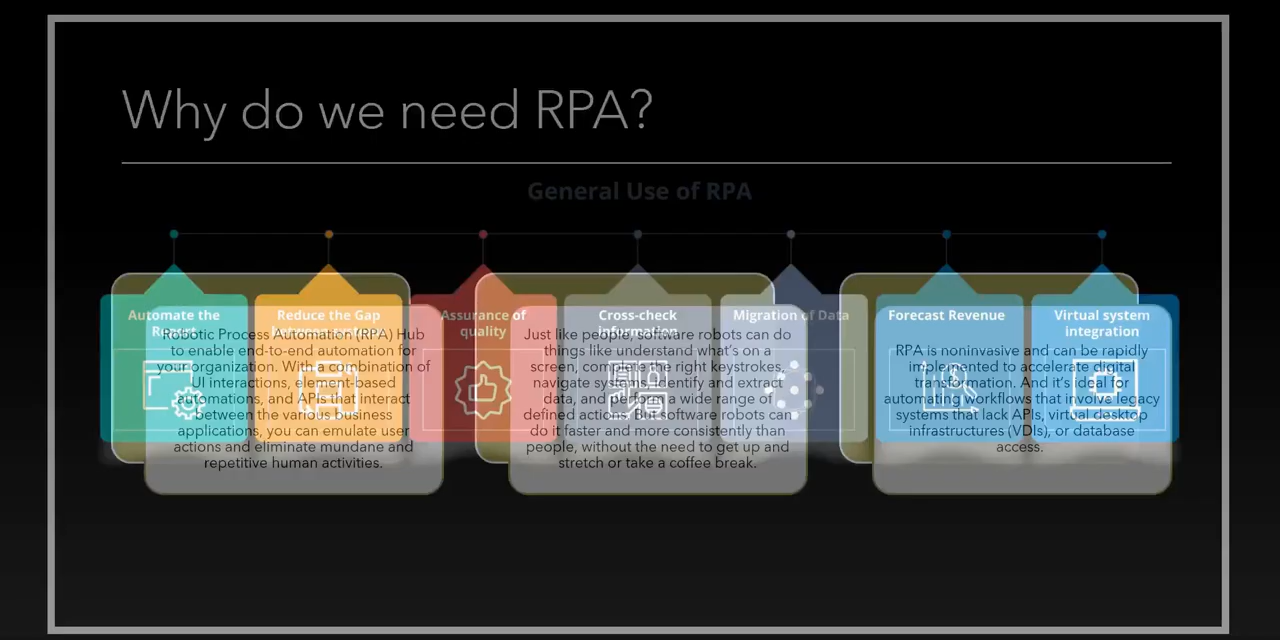 Why do we need RPA?
General Use of RPA
Automate the
Report
Reduce the Gap
Assurance of
quality
Cross-check
information
Migration of Data
Forecast Revenue
Virtual system
integration
Robotic Process Automation (RPA) Hub
to enable end-to-end automation for
your organization. With a combination of
UI interactions, element-based
automations, and APIs that interact
between the various business
applications, you can emulate user
actions and eliminate mundane and
repetitive human activities.
Just like people, software robots can do
things like understand what's on a
screen, complete the right keystrokes,
navigate systems, identify and extract
data, and perform a wide range of
defined actions. But software robots can
do it faster and more consistently than
people, without the need to get up and
stretch or take a coffee break.
RPA is noninvasive and can be rapidly
implemented to accelerate digital
transformation. And it's ideal for
automating workflows that involve legacy
systems that lack APIs, virtual desktop
infrastructures (VDIs), or database
access.